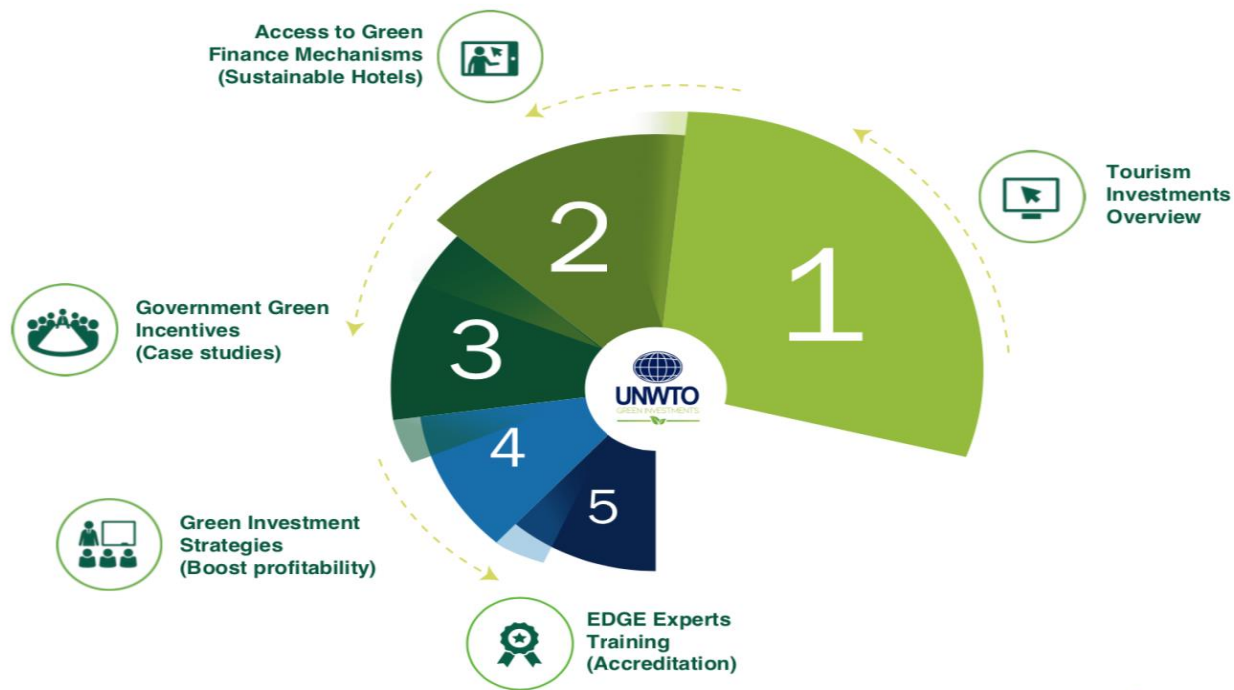 Access to Green
Finance Mechanisms
(Sustainable Hotels)
1
Tourism
Investments
Overview
2
Government Green
Incentives
(Case studies)
3
UNWTO
GREEN INVESTMENTS
4
5
Green Investment
Strategies
(Boost profitability)
EDGE Experts
Training
(Accreditation)